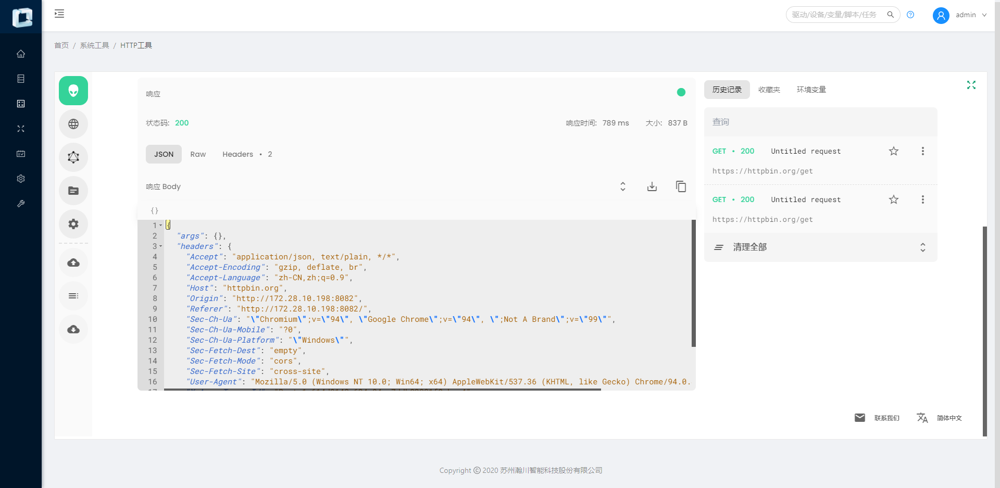 驱动/设备/变量/脚本/任务
admin
首页 / 系统工具 / HTTP工具
响应
状态码: 200
响应时间: 789 ms 大小: 837 B
JSON Raw Headers • 2
响应 Body
{}
1 {
2 "args": {},
3 "headers": {
4 "Accept": "application/json, text/plain, */*",
5 "Accept-Encoding": "gzip, deflate, br",
6 "Accept-Language": "zh-CN,zh;q=0.9",
7 "Host": "httpbin.org",
8 "Origin": "http://172.28.10.198:8082",
9 "Referer": "http://172.28.10.198:8082/",
10 "Sec-Ch-Ua": "\"Chromium\";v=\"94\", \"Google Chrome\";v=\"94\", \";Not A Brand\";v=\"99\"",
11 "Sec-Ch-Ua-Mobile": "?0",
12 "Sec-Ch-Ua-Platform": "\"Windows\"",
13 "Sec-Fetch-Dest": "empty",
14 "Sec-Fetch-Mode": "cors",
15 "Sec-Fetch-Site": "cross-site",
16 "User-Agent": "Mozilla/5.0 (Windows NT 10.0; Win64; x64) AppleWebKit/537.36 (KHTML, like Gecko) Chrome/94.0.
历史记录 收藏夹 环境变量
查询
GET • 200 Untitled request
https://httpbin.org/get
GET • 200 Untitled request
https://httpbin.org/get
清理全部
联系我们 简体中文
Copyright © 2020 苏州瀚川智能科技股份有限公司